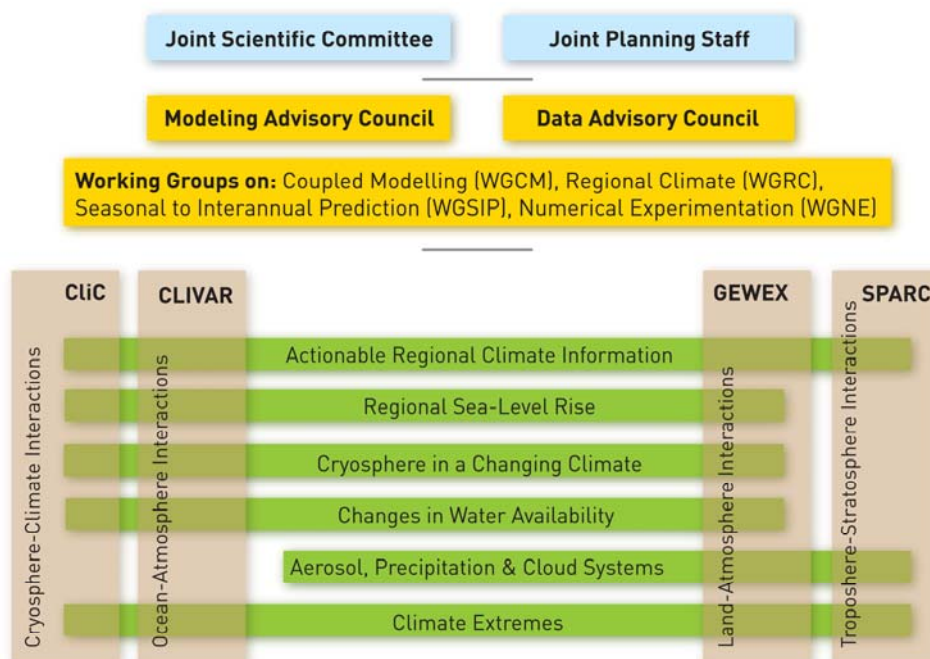 Joint Scientific Committee
Joint Planning Staff
Modeling Advisory Council
Data Advisory Council
Working Groups on: Coupled Modelling (WGCM), Regional Climate (WGRC),
Seasonal to Interannual Prediction (WGSIP), Numerical Experimentation (WGNE)
CliC
CLIVAR
GEWEX
SPARC
Cryosphere-Climate Interactions
Ocean-Atmosphere Interactions
Land-Atmosphere Interactions
Troposhere-Stratosphere Interactions
Actionable Regional Climate Information
Regional Sea-Level Rise
Cryosphere in a Changing Climate
Changes in Water Availability
Aerosol, Precipitation & Cloud Systems
Climate Extremes